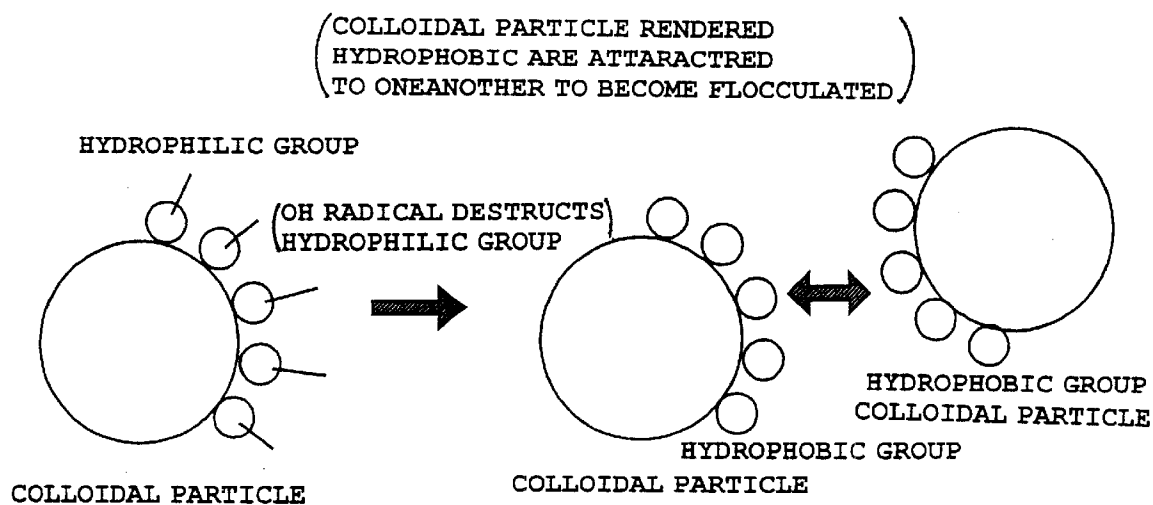 COLLOIDAL PARTICLE RENDERED
HYDROPHOBIC ARE ATTARACTRED
TO ONEANOTHER TO BECOME FLOCCULATED
HYDROPHILIC GROUP
OH RADICAL DESTRUCTS
HYDROPHILIC GROUP
HYDROPHOBIC GROUP
COLLOIDAL PARTICLE
HYDROPHOBIC GROUP
COLLOIDAL PARTICLE
COLLOIDAL PARTICLE